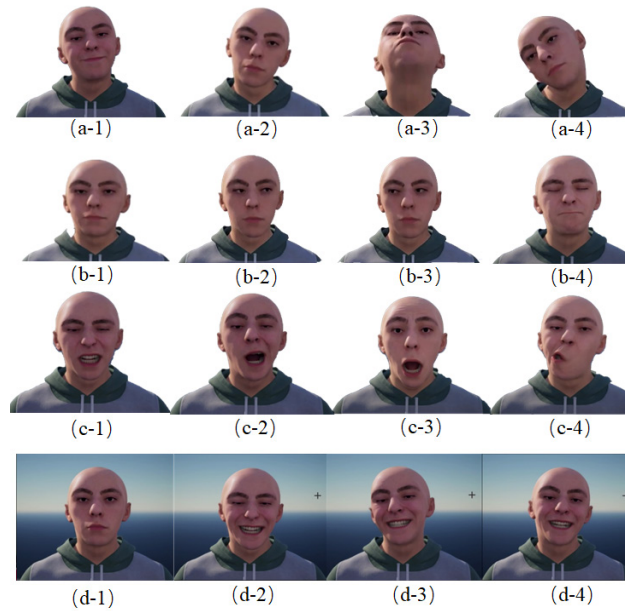 (a-1) (a-2) (a-3) (a-4)
(b-1) (b-2) (b-3) (b-4)
(c-1) (c-2) (c-3) (c-4)
(d-1) (d-2) (d-3) (d-4)